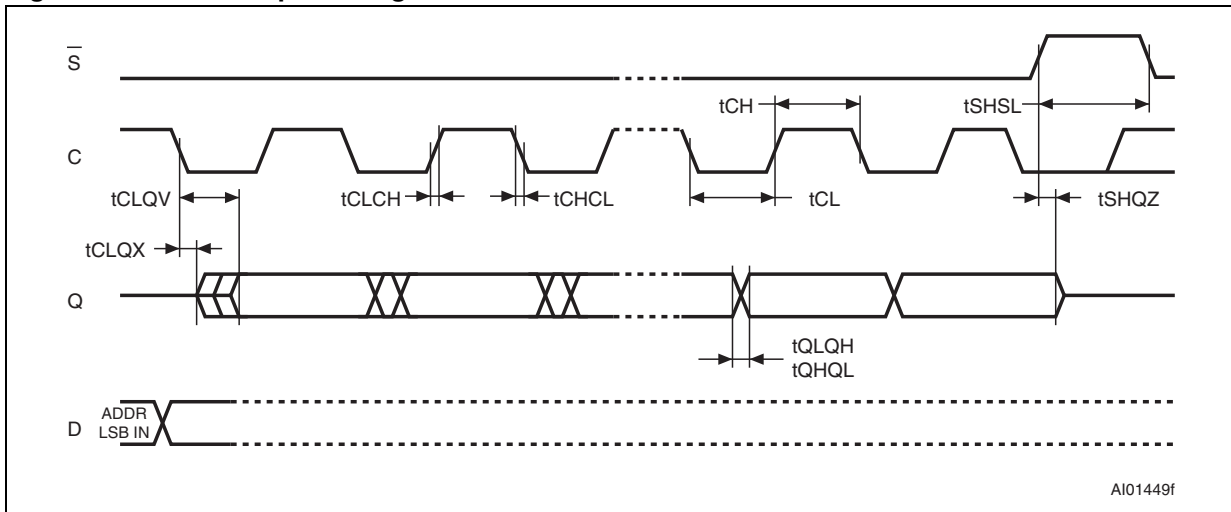 S
tCH
tSHSL
C
tCLQV
tCLCH
tCHCL
tCL
tSHQZ
tCLQX
Q
tQLQH
tQHQL
ADDR
D
LSB IN
AI01449f